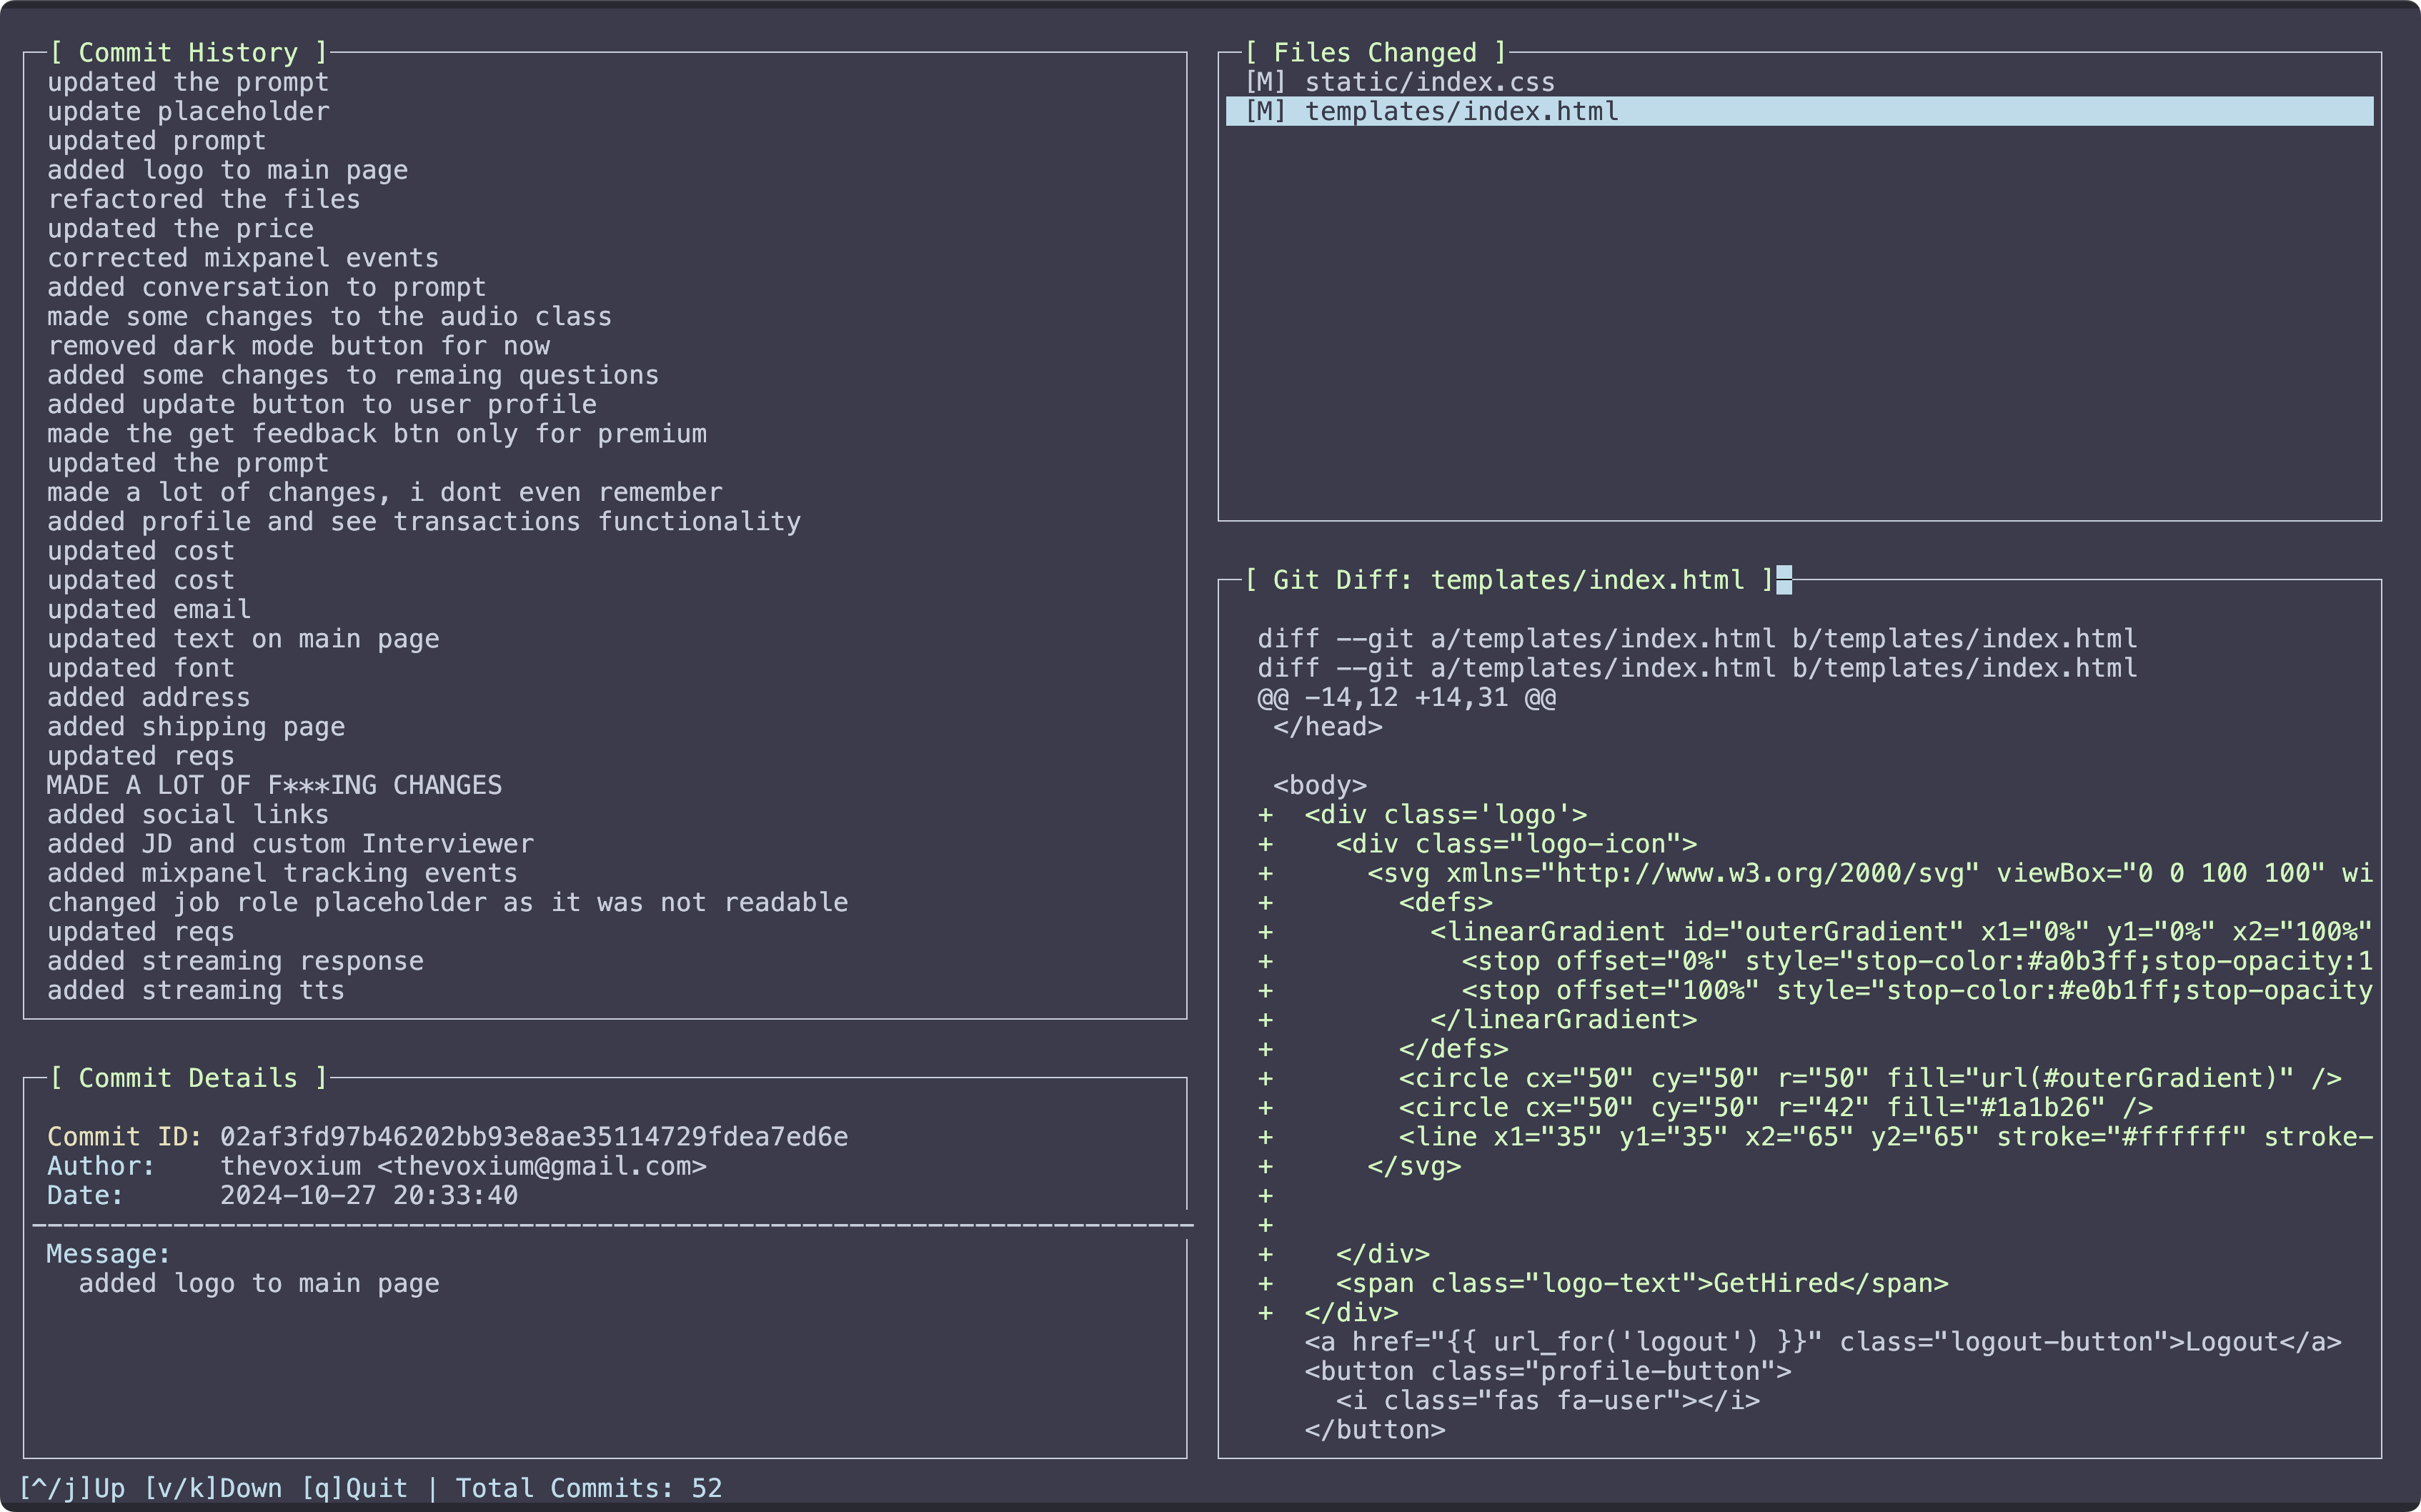 [ Commit History ]
updated the prompt
update placeholder
updated prompt
added logo to main page
refactored the files
updated the price
corrected mixpanel events
added conversation to prompt
made some changes to the audio class
removed dark mode button for now
added some changes to remaing questions
added update button to user profile
made the get feedback btn only for premium
updated the prompt
made a lot of changes, i dont even remember
added profile and see transactions functionality
updated cost
updated cost
updated email
updated text on main page
updated font
added address
added shipping page
updated reqs
MADE A LOT OF F***ING CHANGES
added social links
added JD and custom Interviewer
added mixpanel tracking events
changed job role placeholder as it was not readable
updated reqs
added streaming response
added streaming tts
[ Commit Details ]
Commit ID: 02af3fd97b46202bb93e8ae35114729fdea7ed6e
Author:    thevoxium <thevoxium@gmail.com>
Date:      2024-10-27 20:33:40
--------------------------------------------------------------------------
Message:
  added logo to main page
[ Files Changed ]
[M] static/index.css
[M] templates/index.html
[ Git Diff: templates/index.html ]
diff --git a/templates/index.html b/templates/index.html
diff --git a/templates/index.html b/templates/index.html
@@ -14,12 +14,31 @@
 </head>
 <body>
+  <div class='logo'>
+    <div class="logo-icon">
+      <svg xmlns="http://www.w3.org/2000/svg" viewBox="0 0 100 100" wi
+        <defs>
+          <linearGradient id="outerGradient" x1="0%" y1="0%" x2="100%"
+            <stop offset="0%" style="stop-color:#a0b3ff;stop-opacity:1
+            <stop offset="100%" style="stop-color:#e0b1ff;stop-opacity
+          </linearGradient>
+        </defs>
+        <circle cx="50" cy="50" r="50" fill="url(#outerGradient)" />
+        <circle cx="50" cy="50" r="42" fill="#1a1b26" />
+        <line x1="35" y1="35" x2="65" y2="65" stroke="#ffffff" stroke-
+      </svg>
+
+
+    </div>
+    <span class="logo-text">GetHired</span>
+  </div>
   <a href="{{ url_for('logout') }}" class="logout-button">Logout</a>
   <button class="profile-button">
     <i class="fas fa-user"></i>
   </button>
[^/j]Up [v/k]Down [q]Quit | Total Commits: 52